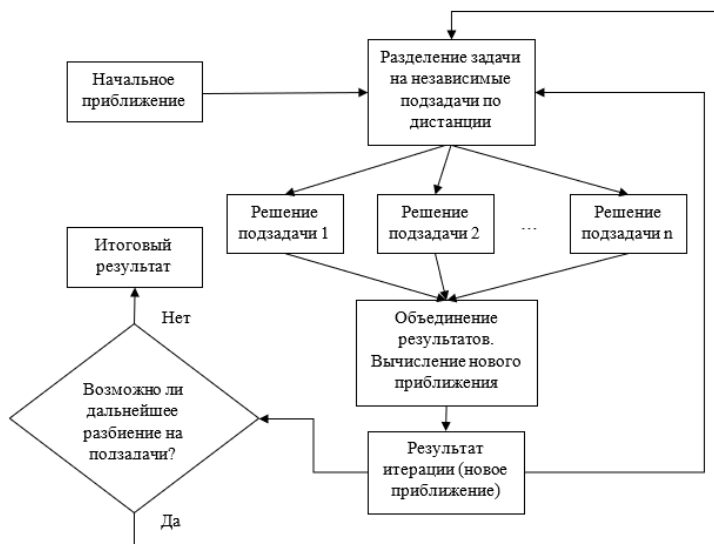 Начальное
приближение
Разделение задачи
на независимые
подзадачи по
дистанции
Решение
подзадачи 1
Решение
подзадачи 2
...
Решение
подзадачи n
Итоговый
результат
Объединение
результатов.
Вычисление нового
приближения
Нет
Возможно ли
дальнейшее
разбиение на
подзадачи?
Результат
итерации (новое
приближение)
Да